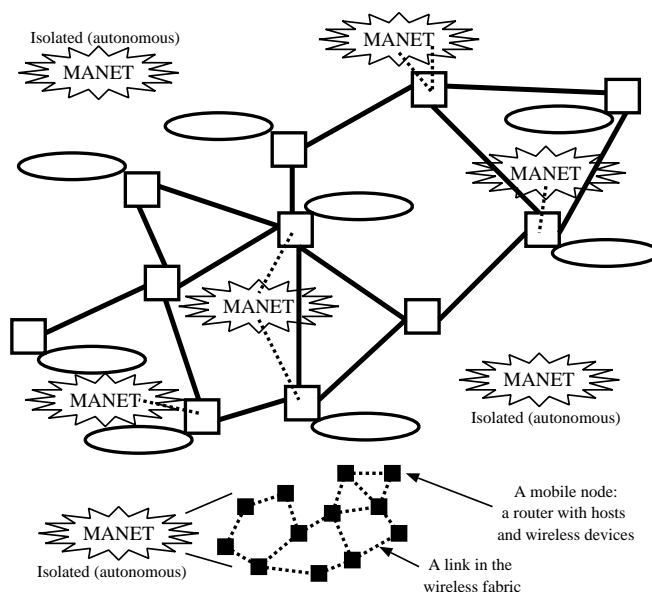 MANET
Isolated (autonomous)
MANET
MANET
MANET
MANET
MANET
Isolated (autonomous)
MANET
A mobile node:
a router with hosts
and wireless devices
MANET
Isolated (autonomous)
A link in the
wireless fabric